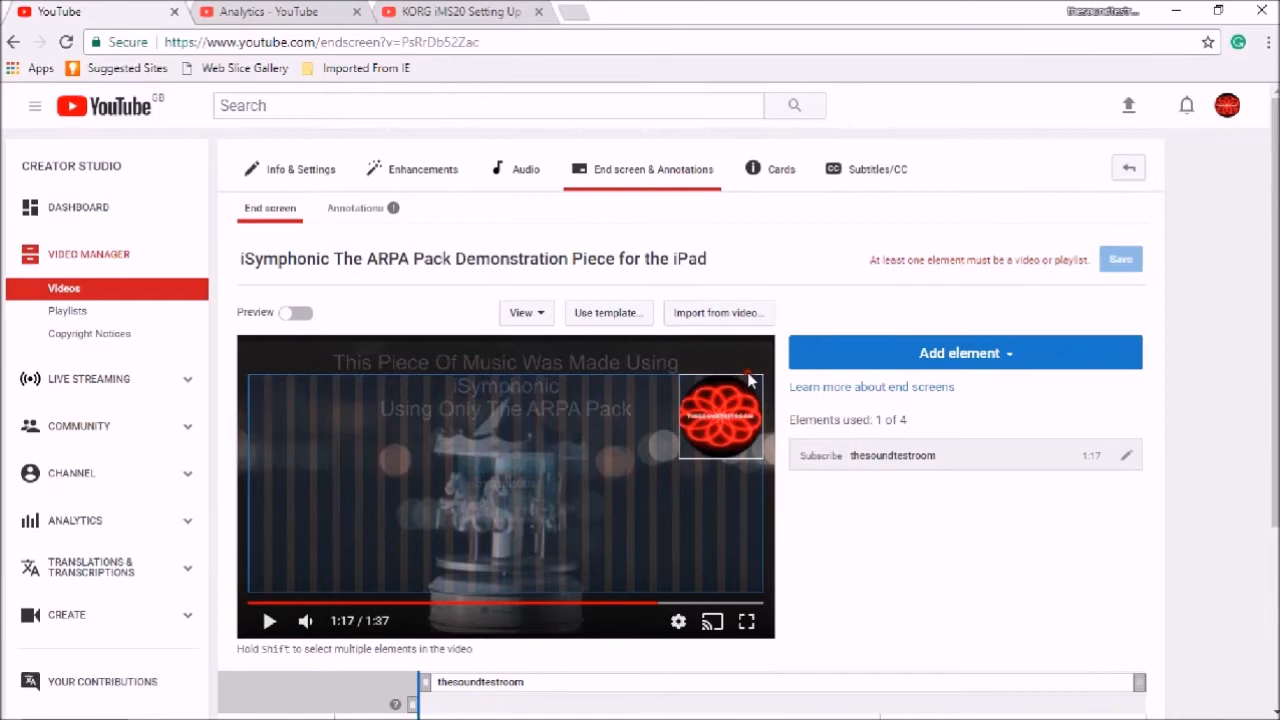 YouTube
Analytics - YouTube
KORG iMS20 Setting Up
thesoundtestr...
Secure
https://www.youtube.com/endscreen?v=PsRrDb52Zac
Apps
Suggested Sites
Web Slice Gallery
Imported From IE
YouTube GB
Search
CREATOR STUDIO
DASHBOARD
VIDEO MANAGER
Videos
Playlists
Copyright Notices
LIVE STREAMING
COMMUNITY
CHANNEL
ANALYTICS
TRANSLATIONS &
TRANSCRIPTIONS
CREATE
YOUR CONTRIBUTIONS
Info & Settings
Enhancements
Audio
End screen & Annotations
Cards
CC Subtitles/CC
End screen
Annotations
iSymphonic The ARPA Pack Demonstration Piece for the iPad
At least one element must be a video or playlist.
Save
Preview
View
Use template...
Import from video...
This Piece Of Music Was Made Using
iSymphonic
Using Only The ARPA Pack
THESOUNDTESTROOM
1:17 / 1:37
Hold Shift to select multiple elements in the video
Add element
Learn more about end screens
Elements used: 1 of 4
Subscribe thesoundtestroom 1:17
thesoundtestroom